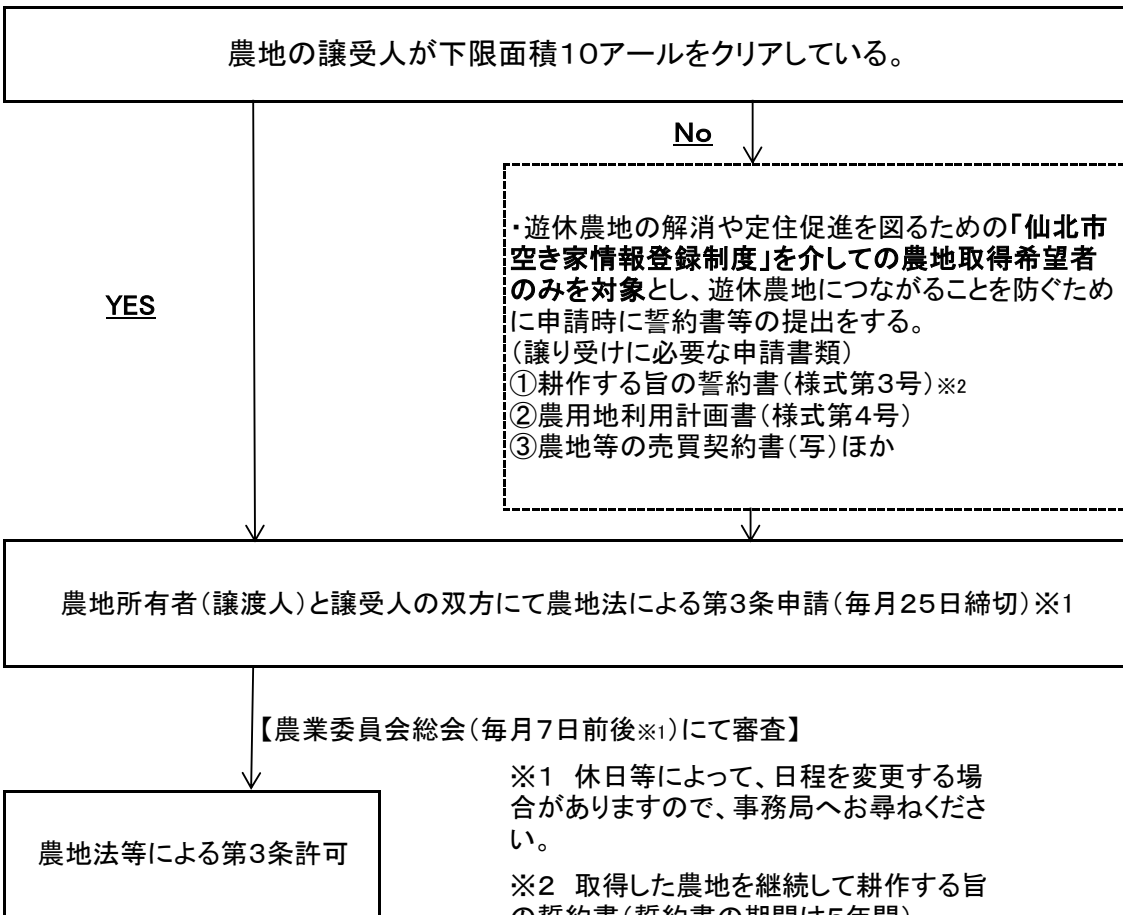 農地の譲受人が下限面積10アールをクリアしている。
No
・遊休農地の解消や定住促進を図るための「仙北市
空き家情報登録制度」を介しての農地取得希望者
のみを対象とし、遊休農地につながることを防ぐため
に申請時に誓約書等の提出をする。
（譲り受けに必要な申請書類）
①耕作する旨の誓約書（様式第3号）※2
②農用地利用計画書（様式第4号）
③農地等の売買契約書（写）ほか
YES
農地所有者（譲渡人）と譲受人の双方にて農地法による第3条申請（毎月25日締切）※1
【農業委員会総会（毎月7日前後※1）にて審査】
※1　休日等によって、日程を変更する場
合がありますので、事務局へお尋ねくださ
い。
農地法等による第3条許可
※2　取得した農地を継続して耕作する旨
の誓約書（誓約書の期間は5年間）